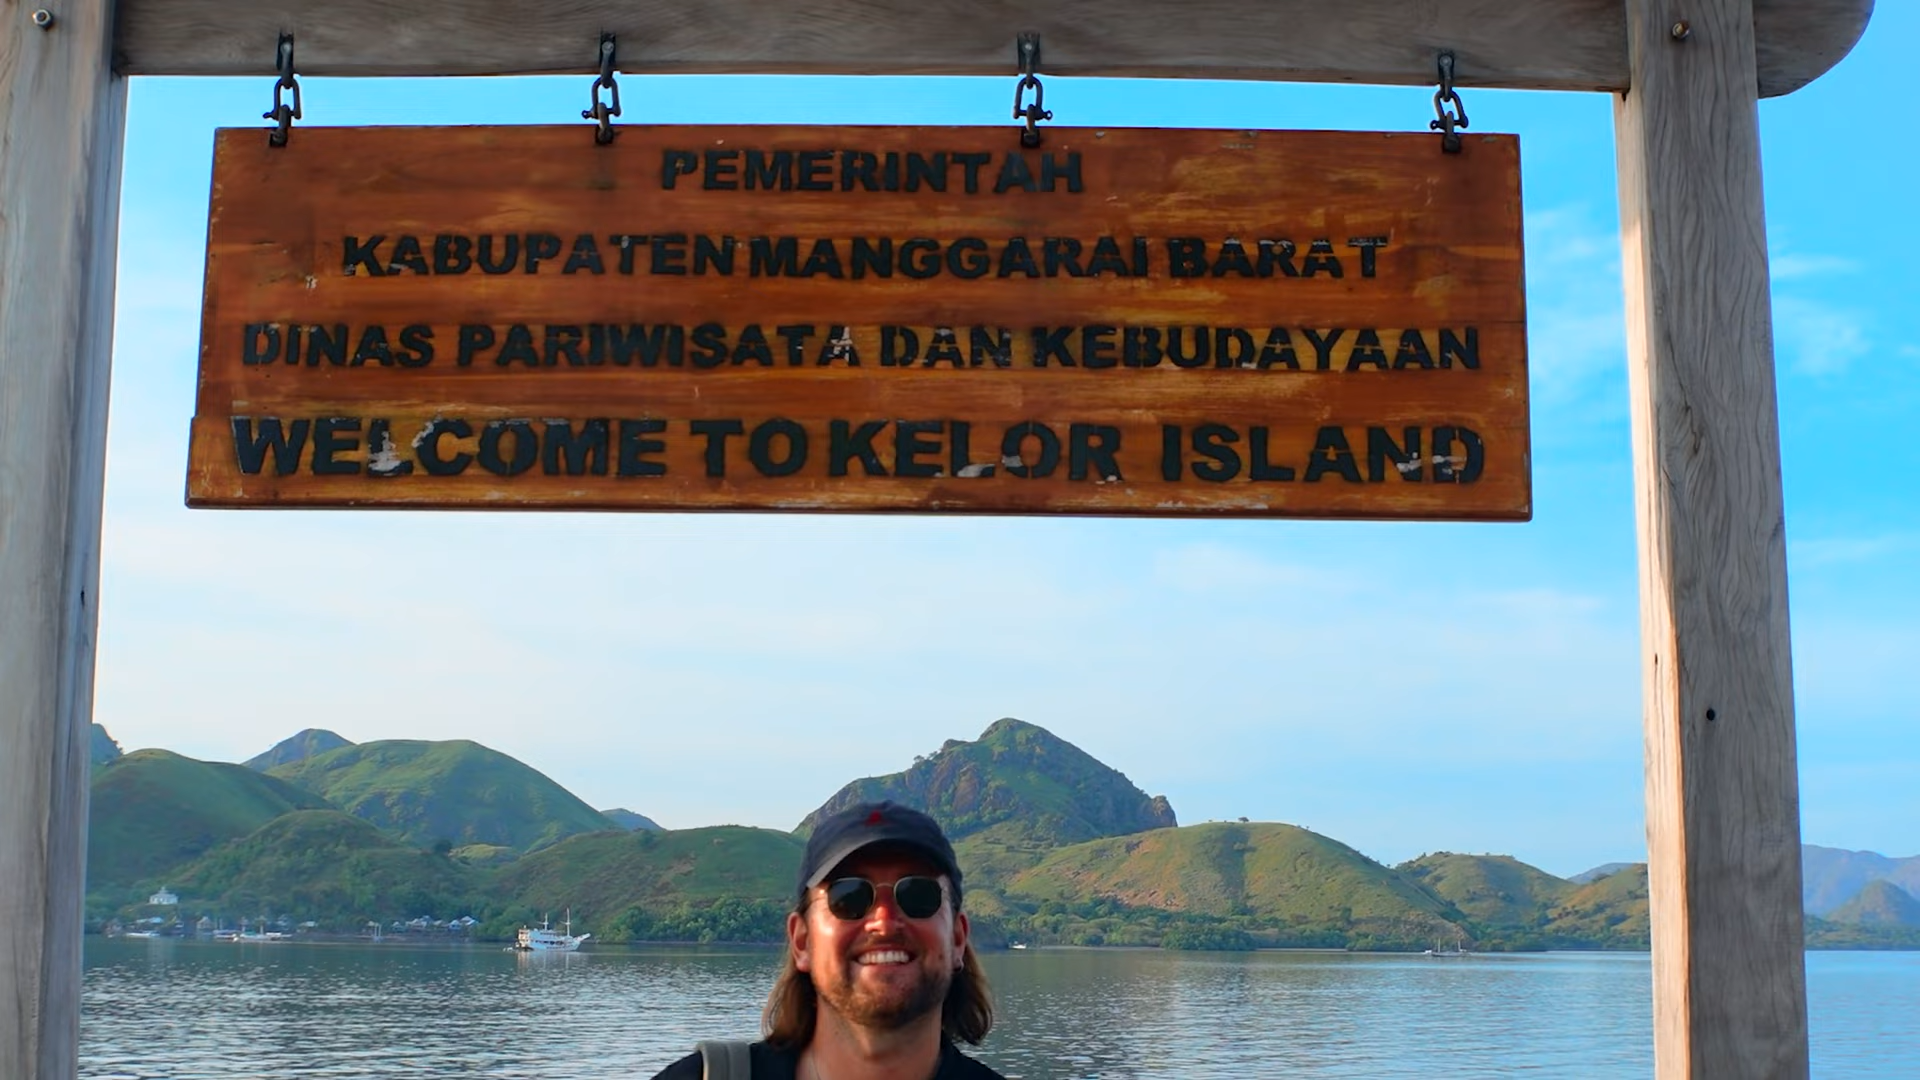 PEMERINTAH
KABUPATEN MANGGARAI BARAT
DINAS PARIWISATA DAN KEBUDAYAAN
WELCOME TO KELOR ISLAND